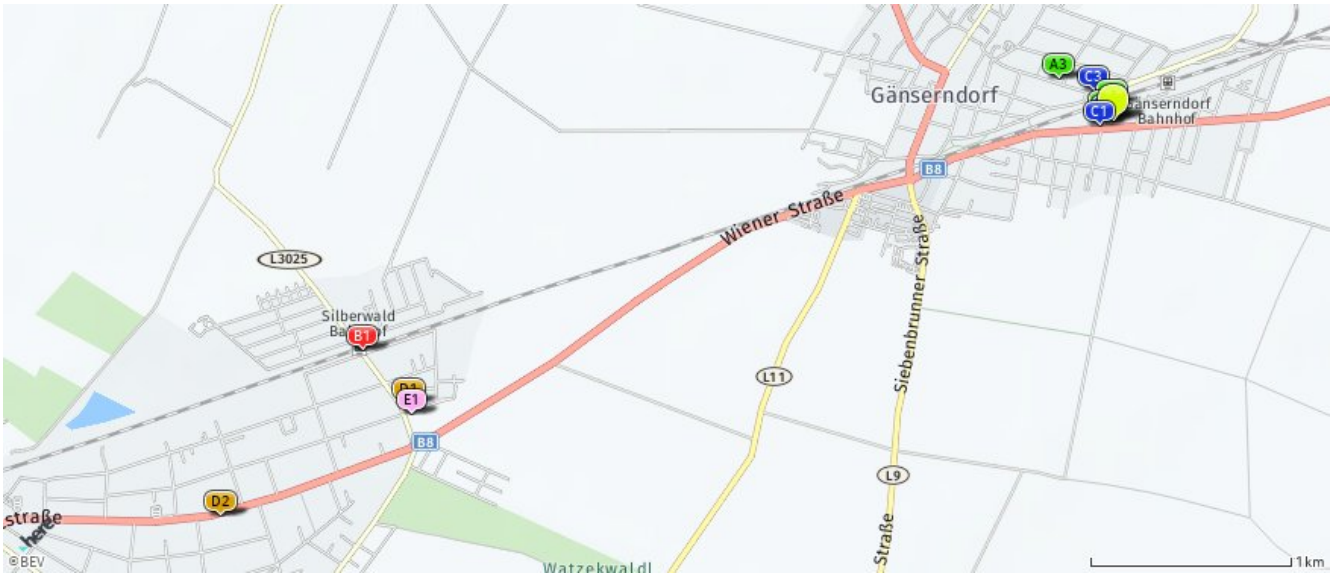 A3
C3
Gänserndorf
Gänserndorf
Bahnhof
C1
B8
Wiener Straße
Siebenbrunner Straße
L3025
Silberwald
Bahnhof
B1
L11
D1
E1
B8
L9
D2
straße
Straße
here
©BEV
Watzekwaldl
1km